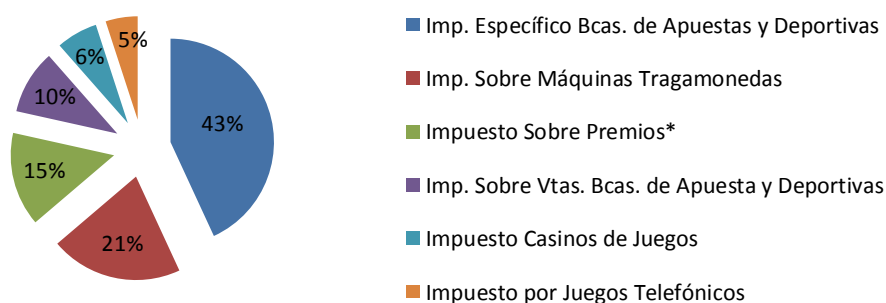 5%
6%
10%
15%
21%
43%
Imp. Específico Bcas. de Apuestas y Deportivas
Imp. Sobre Máquinas Tragamonedas
Impuesto Sobre Premios*
Imp. Sobre Vtas. Bcas. de Apuesta y Deportivas
Impuesto Casinos de Juegos
Impuesto por Juegos Telefónicos